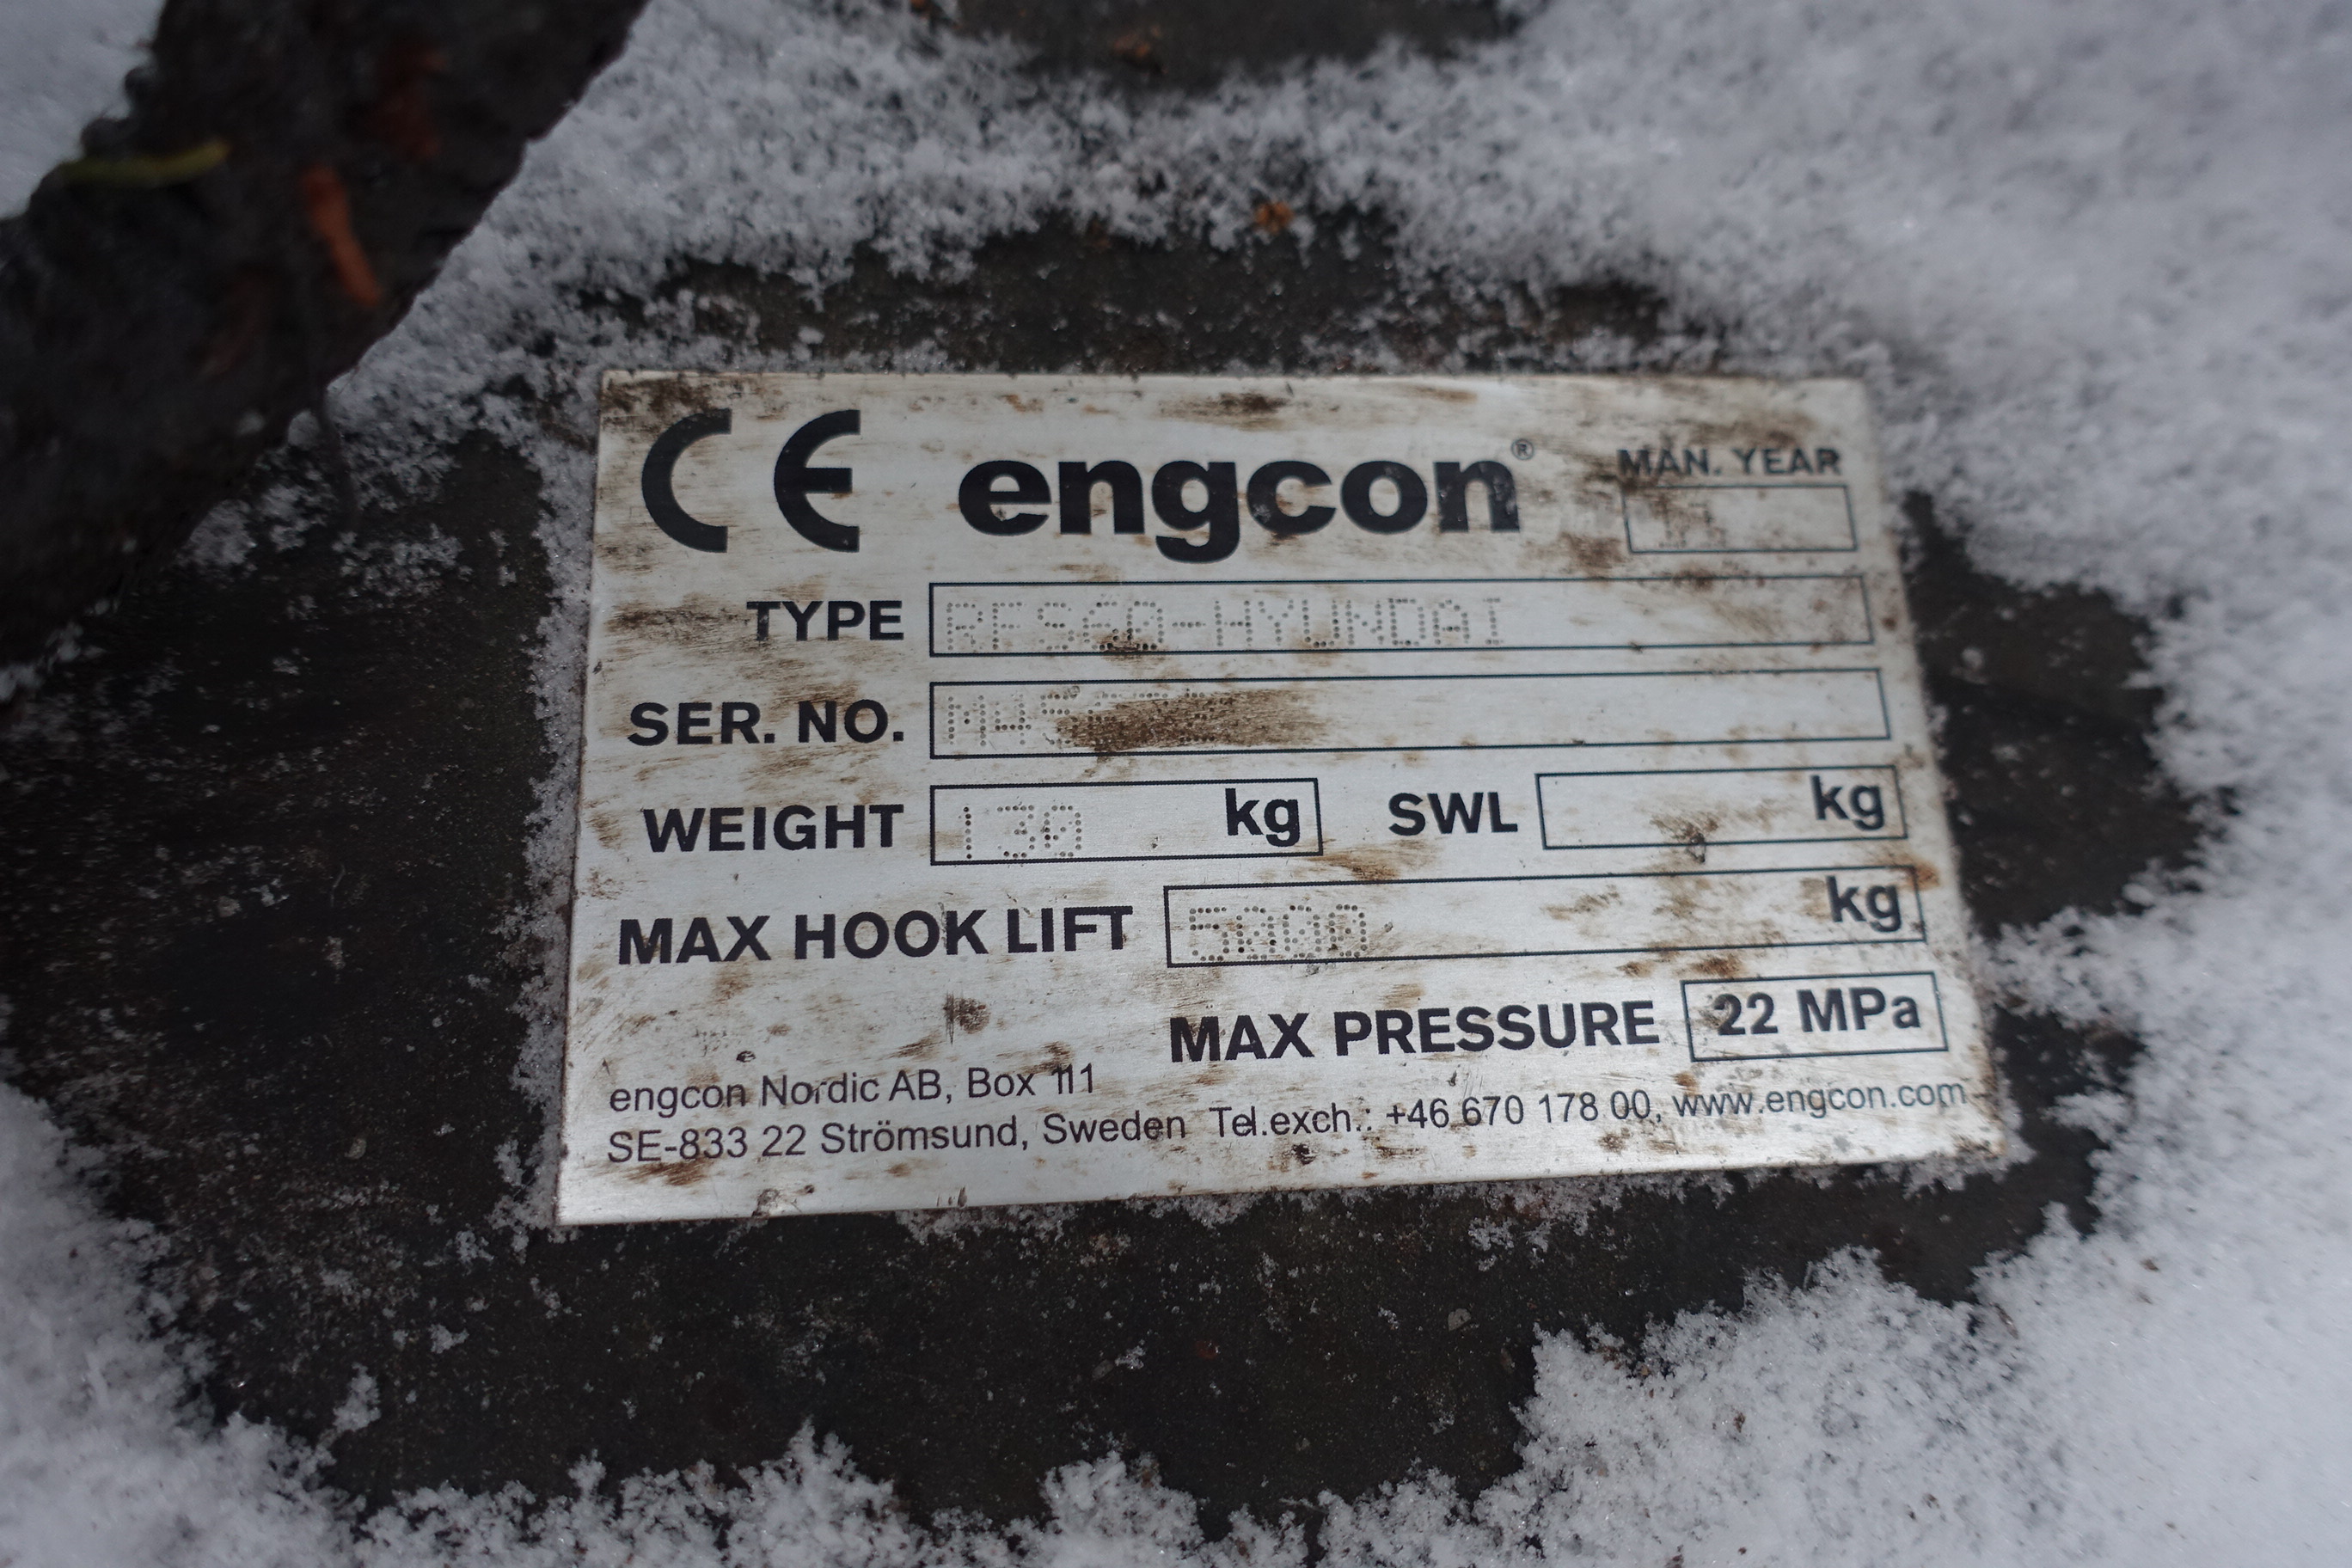 CE engcon® MAN. YEAR
TYPE RFS60-HYUNDAI
SER. NO.
WEIGHT 130 kg SWL kg
MAX HOOK LIFT 5000 kg
MAX PRESSURE 22 MPa
engcon Nordic AB, Box 111
SE-833 22 Strömsund, Sweden Tel.exch.: +46 670 178 00, www.engcon.com